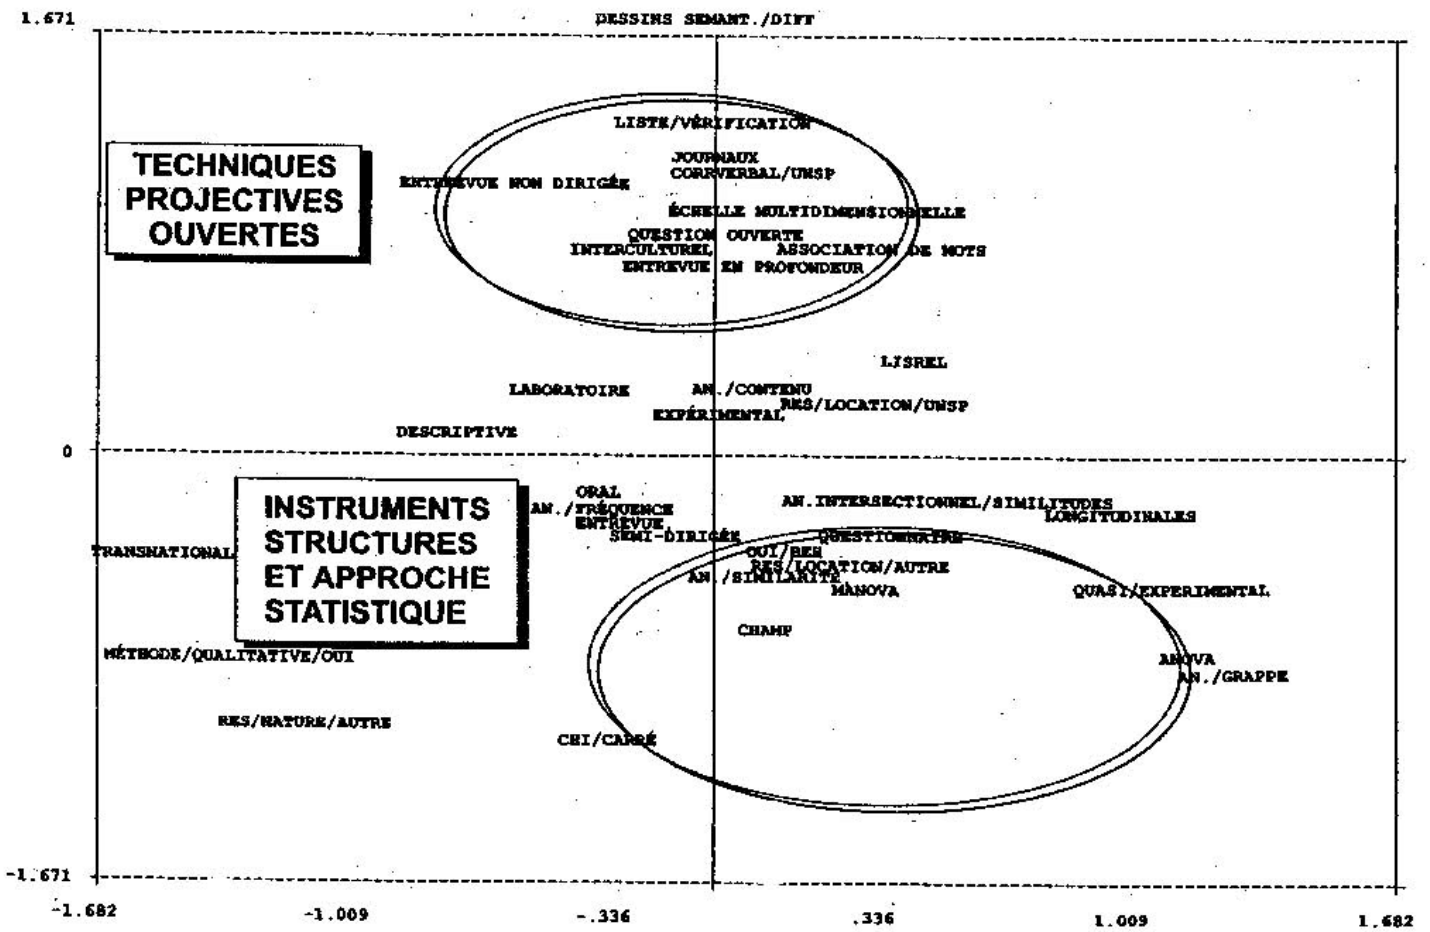 1.671
DESSINS SEMANT./DIFF
LISTE/VÉRIFICATION
TECHNIQUES
PROJECTIVES
OUVERTES
JOURNAUX
CORRVERBAL/UNSP
ENTREVUE NON DIRIGÉE
ÉCHELLE MULTIDIMENSIONNELLE
QUESTION OUVERTE
INTERCULTUREL
ASSOCIATION DE MOTS
ENTREVUE EN PROFONDEUR
LISREL
LABORATOIRE
AN./CONTENU
RES/LOCATION/UNSP
EXPÉRIMENTAL
DESCRIPTIVE
0
INSTRUMENTS
STRUCTURES
ET APPROCHE
STATISTIQUE
ORAL
AN./FRÉQUENCE
ENTREVUE
SEMI-DIRIGÉE
AN.INTERSECTIONNEL/SIMILITUDES
LONGITUDINALES
QUESTIONNAIRE
TRANSNATIONAL
RES/LOCATION/AUTRE
AN./SIMILARITÉ
MANOVA
QUASI/EXPERIMENTAL
CHAMP
MÉTHODE/QUALITATIVE/OUI
ANOVA
AN./GRAPPE
RES/NATURE/AUTRE
CHI/CARRÉ
-1.671
-1.682
-1.009
-.336
.336
1.009
1.682